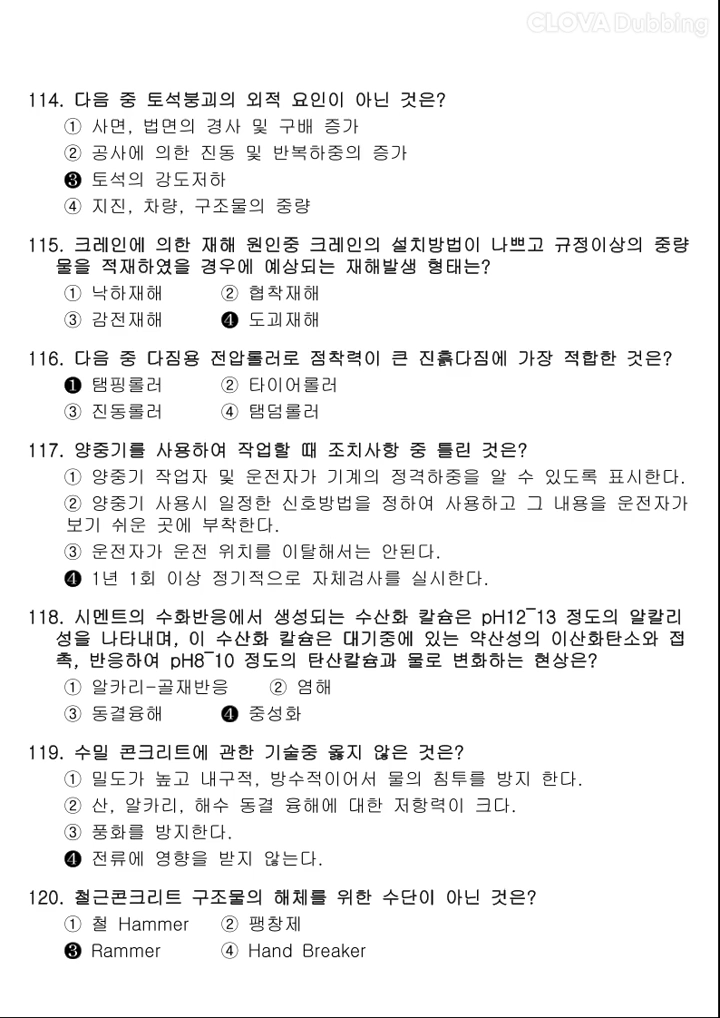 CLOVA Dubbing
114. 다음 중 토석붕괴의 외적 요인이 아닌 것은?
① 사면, 법면의 경사 및 구배 증가
② 공사에 의한 진동 및 반복하중의 증가
❸ 토석의 강도저하
④ 지진, 차량, 구조물의 중량
115. 크레인에 의한 재해 원인중 크레인의 설치방법이 나쁘고 규정이상의 중량
물을 적재하였을 경우에 예상되는 재해발생 형태는?
① 낙하재해 ② 협착재해
③ 감전재해 ❹ 도괴재해
116. 다음 중 다짐용 전압롤러로 점착력이 큰 진흙다짐에 가장 적합한 것은?
❶ 탬핑롤러 ② 타이어롤러
③ 진동롤러 ④ 탬덤롤러
117. 양중기를 사용하여 작업할 때 조치사항 중 틀린 것은?
① 양중기 작업자 및 운전자가 기계의 정격하중을 알 수 있도록 표시한다.
② 양중기 사용시 일정한 신호방법을 정하여 사용하고 그 내용을 운전자가
보기 쉬운 곳에 부착한다.
③ 운전자가 운전 위치를 이탈해서는 안된다.
❹ 1년 1회 이상 정기적으로 자체검사를 실시한다.
118. 시멘트의 수화반응에서 생성되는 수산화 칼슘은 pH12~13 정도의 알칼리
성을 나타내며, 이 수산화 칼슘은 대기중에 있는 약산성의 이산화탄소와 접
촉, 반응하여 pH8~10 정도의 탄산칼슘과 물로 변화하는 현상은?
① 알카리-골재반응 ② 염해
③ 동결융해 ❹ 중성화
119. 수밀 콘크리트에 관한 기술중 옳지 않은 것은?
① 밀도가 높고 내구적, 방수적이어서 물의 침투를 방지 한다.
② 산, 알카리, 해수 동결 융해에 대한 저항력이 크다.
③ 풍화를 방지한다.
❹ 전류에 영향을 받지 않는다.
120. 철근콘크리트 구조물의 해체를 위한 수단이 아닌 것은?
① 철 Hammer ② 팽창제
❸ Rammer ④ Hand Breaker